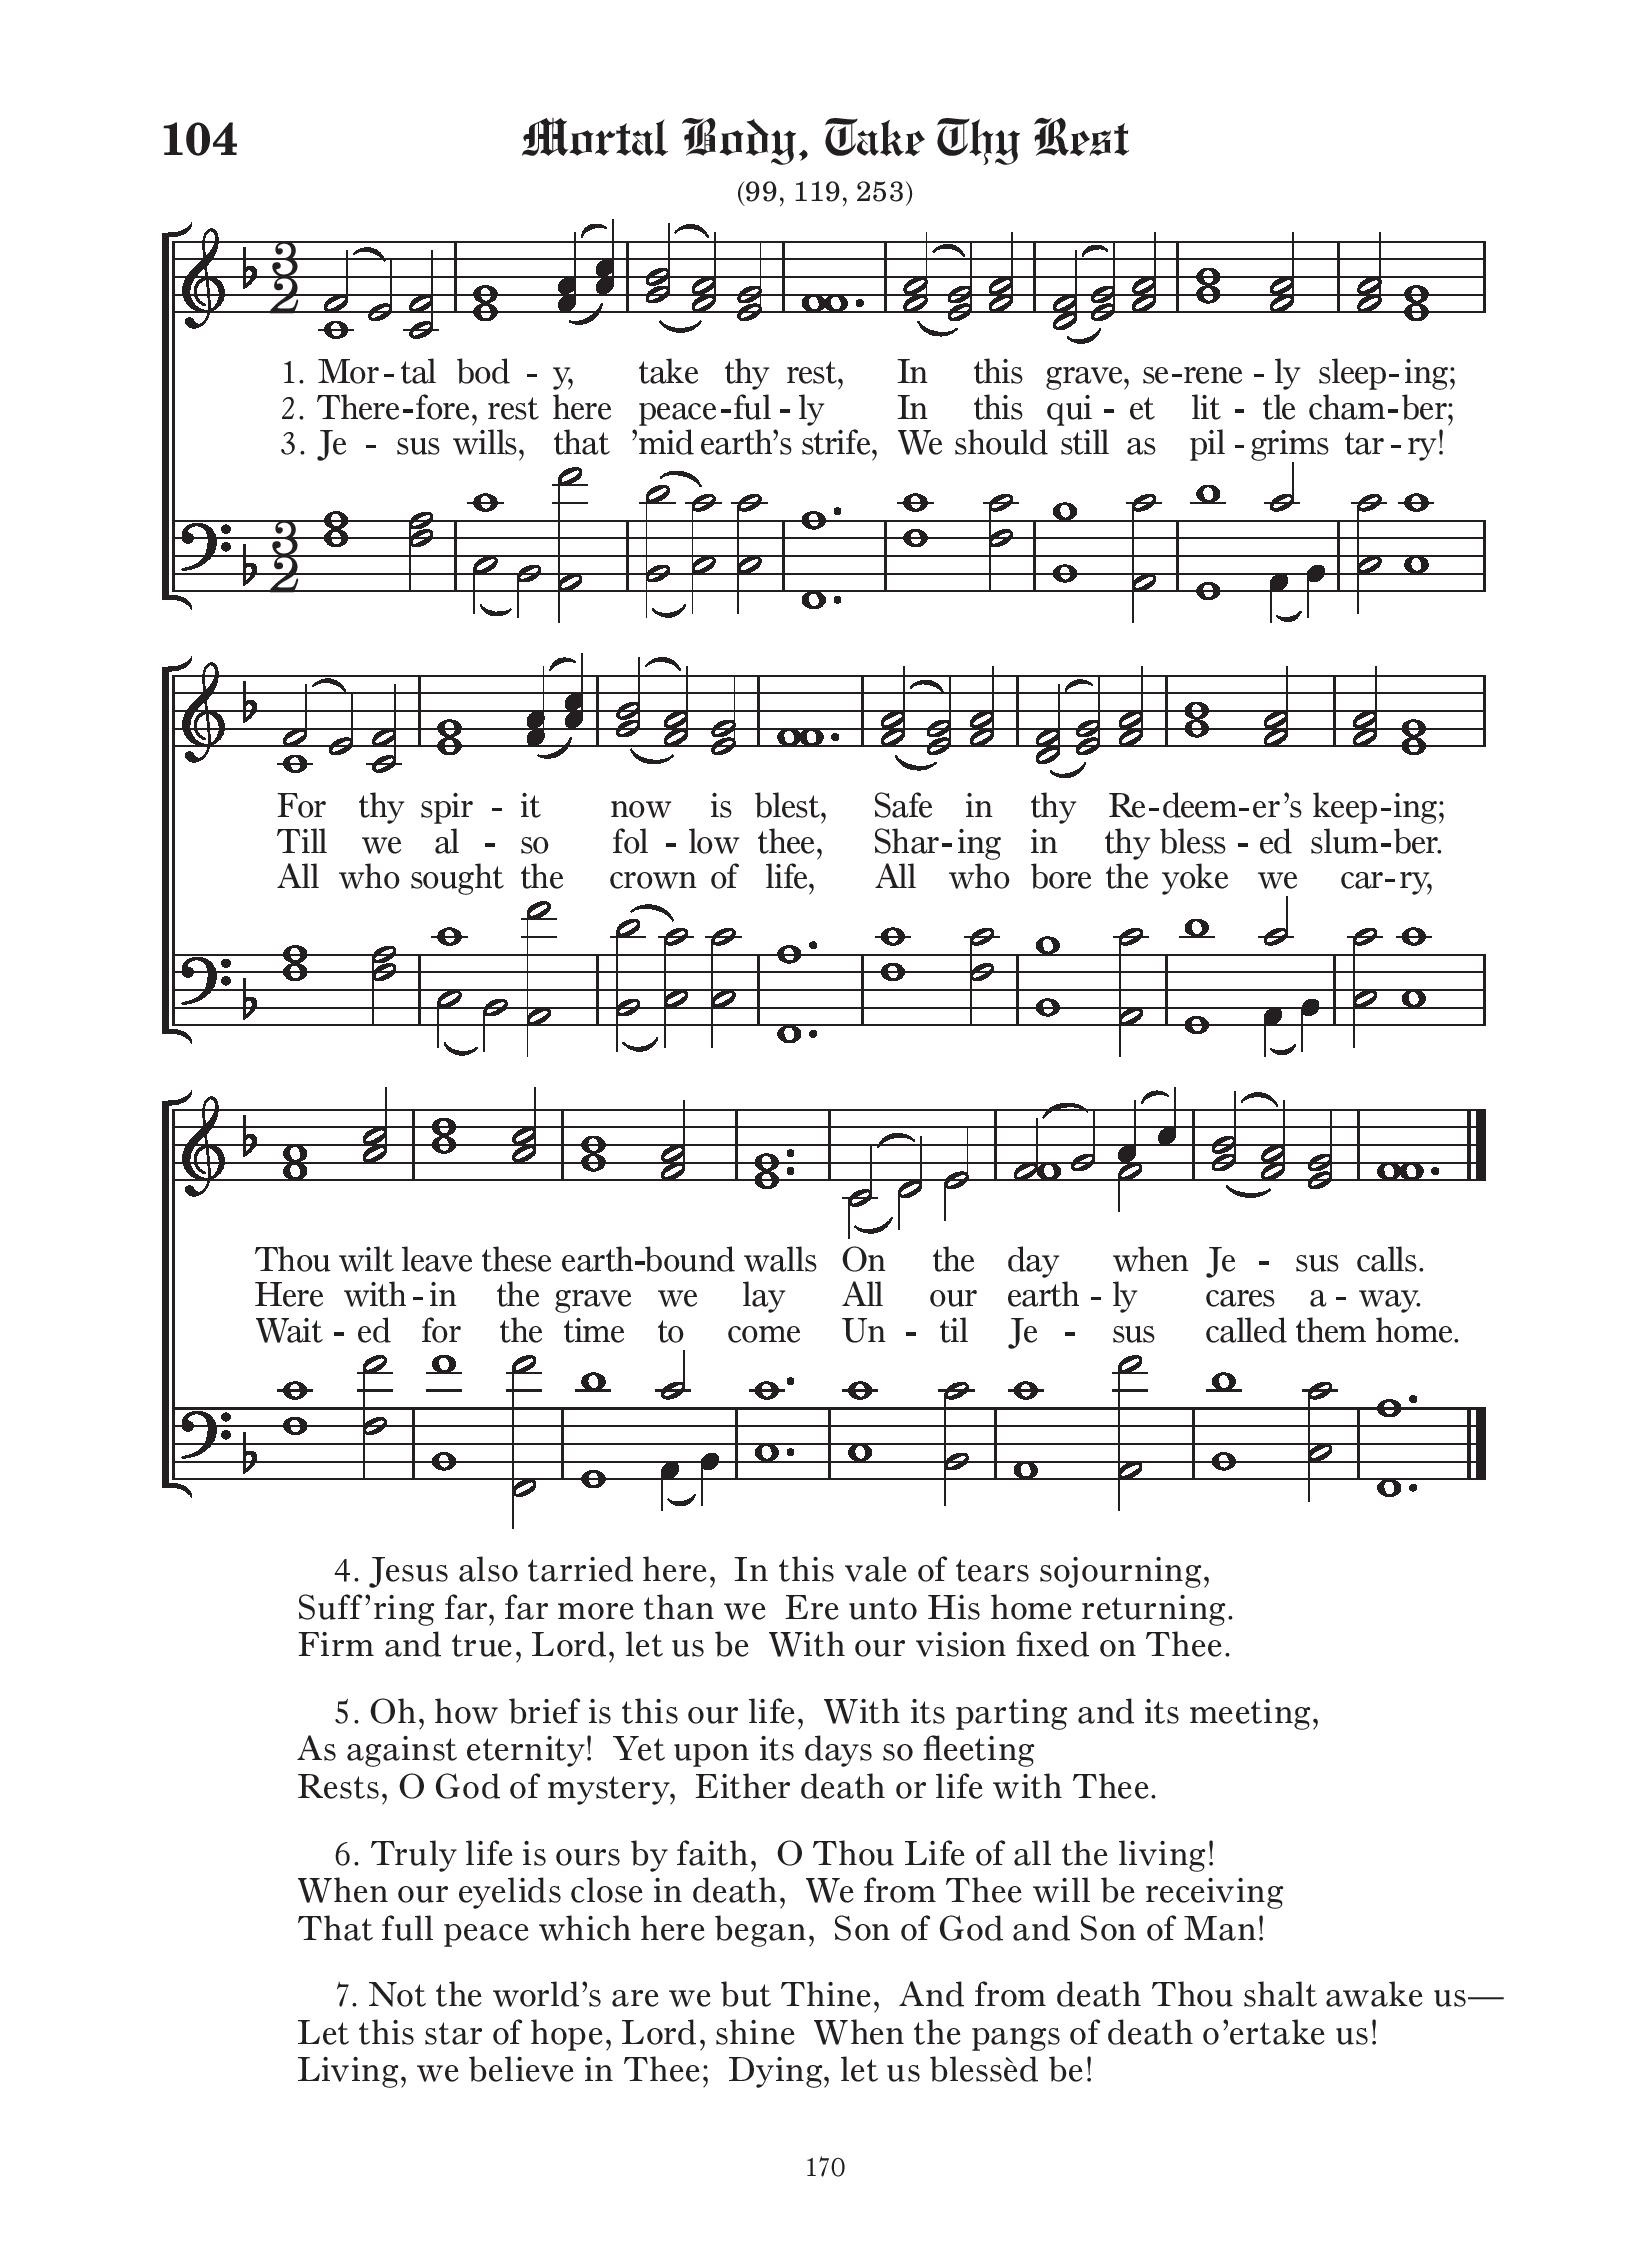 104 Mortal Body, Take Thy Rest
(99, 119, 253)
1. Mor-tal bod - y, take thy rest, In this grave, se-rene - ly sleep-ing;
2. There-fore, rest here peace-ful - ly In this qui - et lit - tle cham-ber;
3. Je - sus wills, that ’mid earth’s strife, We should still as pil-grims tar-ry!
For thy spir - it now is blest, Safe in thy Re-deem-er’s keep-ing;
Till we al - so fol - low thee, Shar-ing in thy bless - ed slum-ber.
All who sought the crown of life, All who bore the yoke we car-ry,
Thou wilt leave these earth-bound walls On the day when Je - sus calls.
Here with-in the grave we lay All our earth - ly cares a - way.
Wait - ed for the time to come Un - til Je - sus called them home.
4. Jesus also tarried here, In this vale of tears sojourning,
Suff’ring far, far more than we Ere unto His home returning.
Firm and true, Lord, let us be With our vision fixed on Thee.
5. Oh, how brief is this our life, With its parting and its meeting,
As against eternity! Yet upon its days so fleeting
Rests, O God of mystery, Either death or life with Thee.
6. Truly life is ours by faith, O Thou Life of all the living!
When our eyelids close in death, We from Thee will be receiving
That full peace which here began, Son of God and Son of Man!
7. Not the world’s are we but Thine, And from death Thou shalt awake us—
Let this star of hope, Lord, shine When the pangs of death o’ertake us!
Living, we believe in Thee; Dying, let us blessèd be!
170